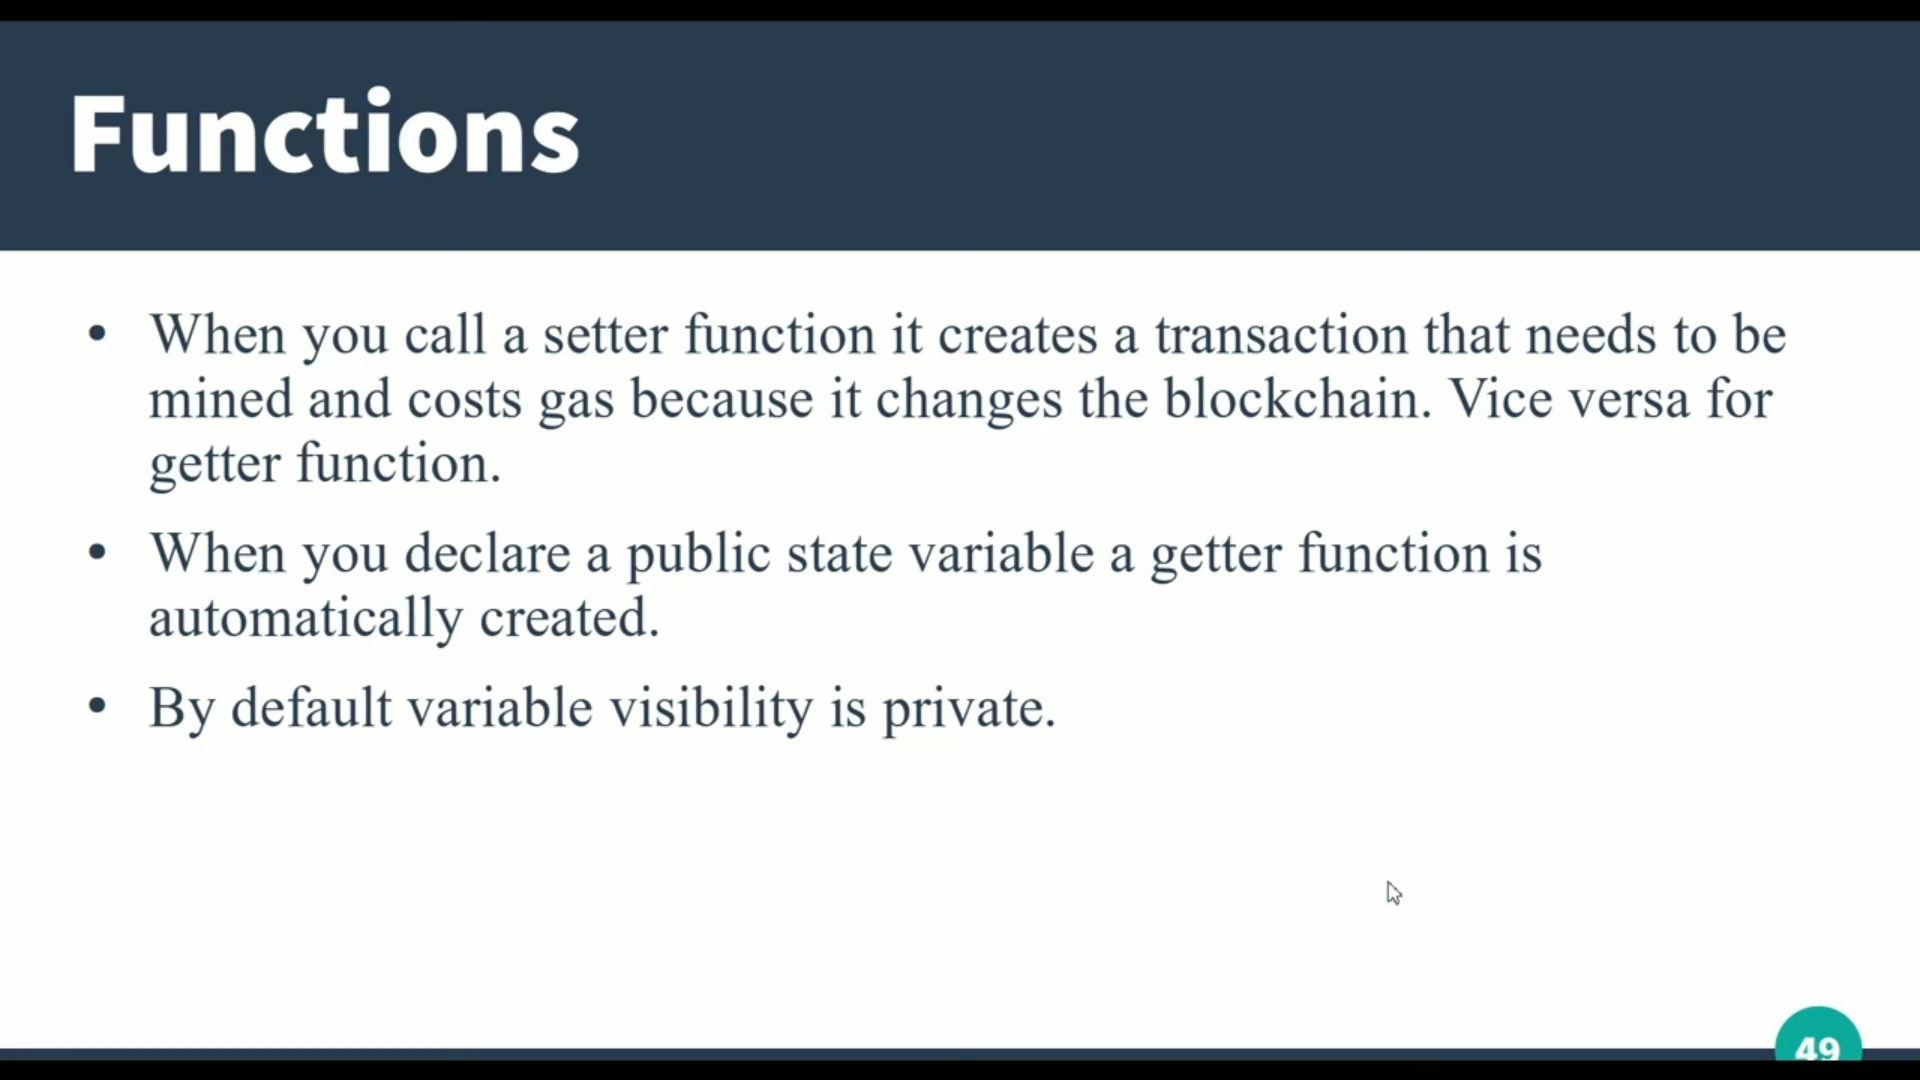 Functions
• When you call a setter function it creates a transaction that needs to be
mined and costs gas because it changes the blockchain. Vice versa for
getter function.
• When you declare a public state variable a getter function is
automatically created.
• By default variable visibility is private.
49